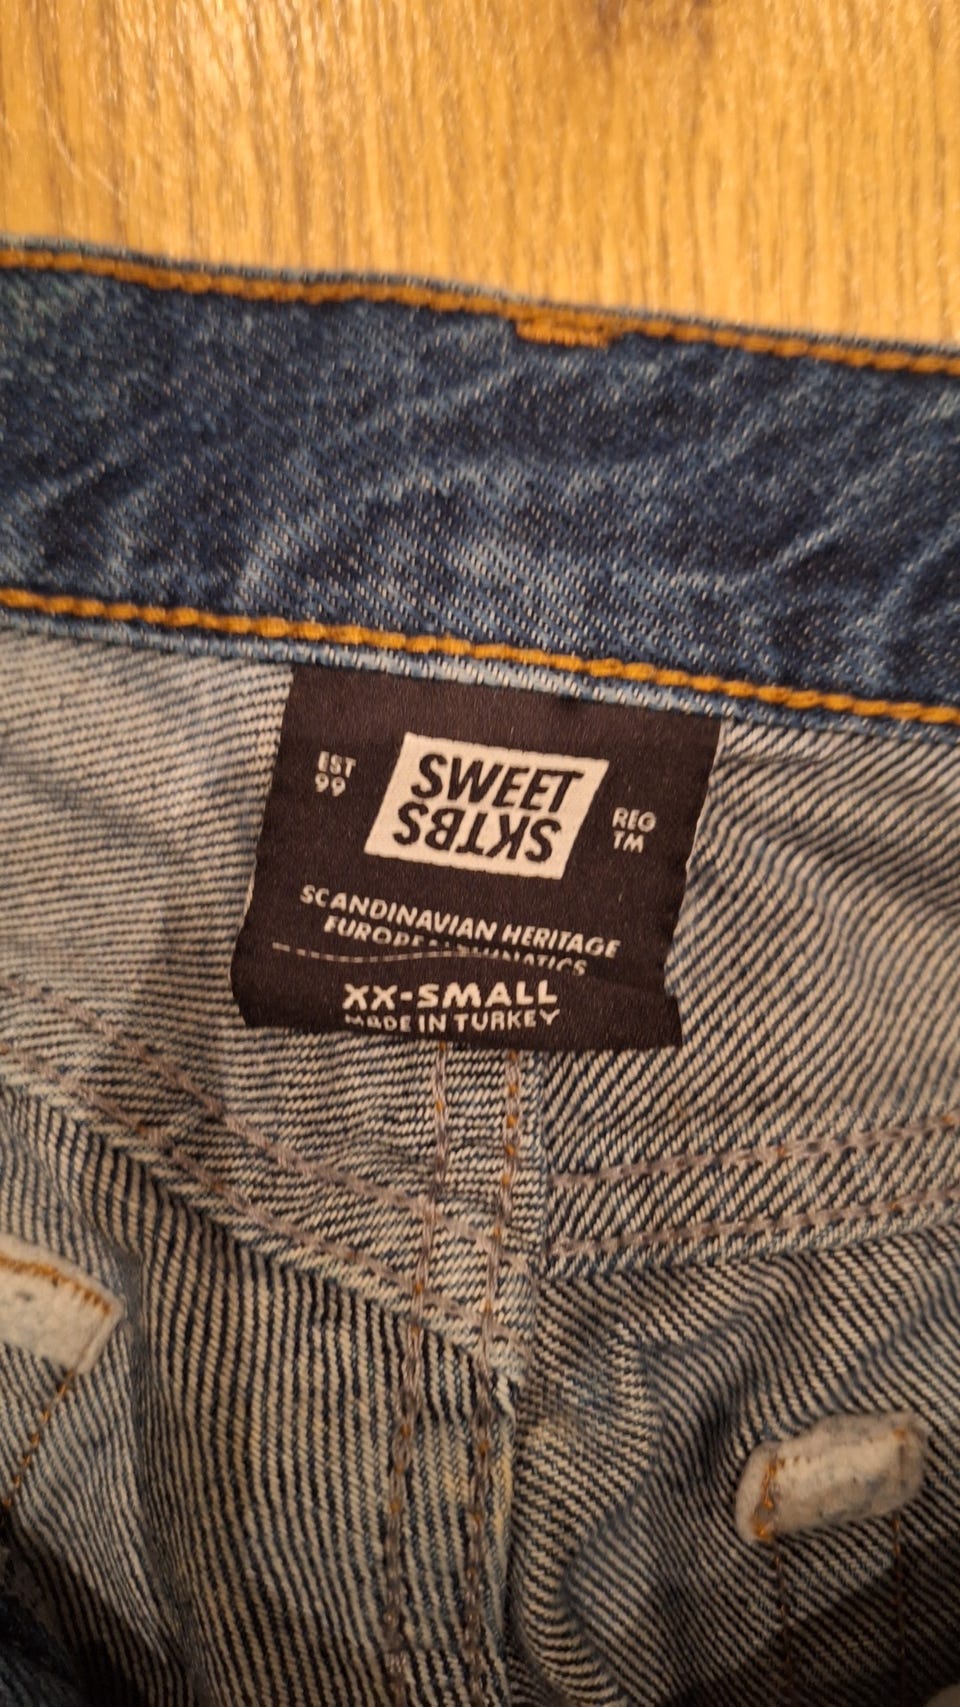 EST
99
SWEET
SKTBS
REG
TM
SCANDINAVIAN HERITAGE
XX-SMALL
MADE IN TURKEY